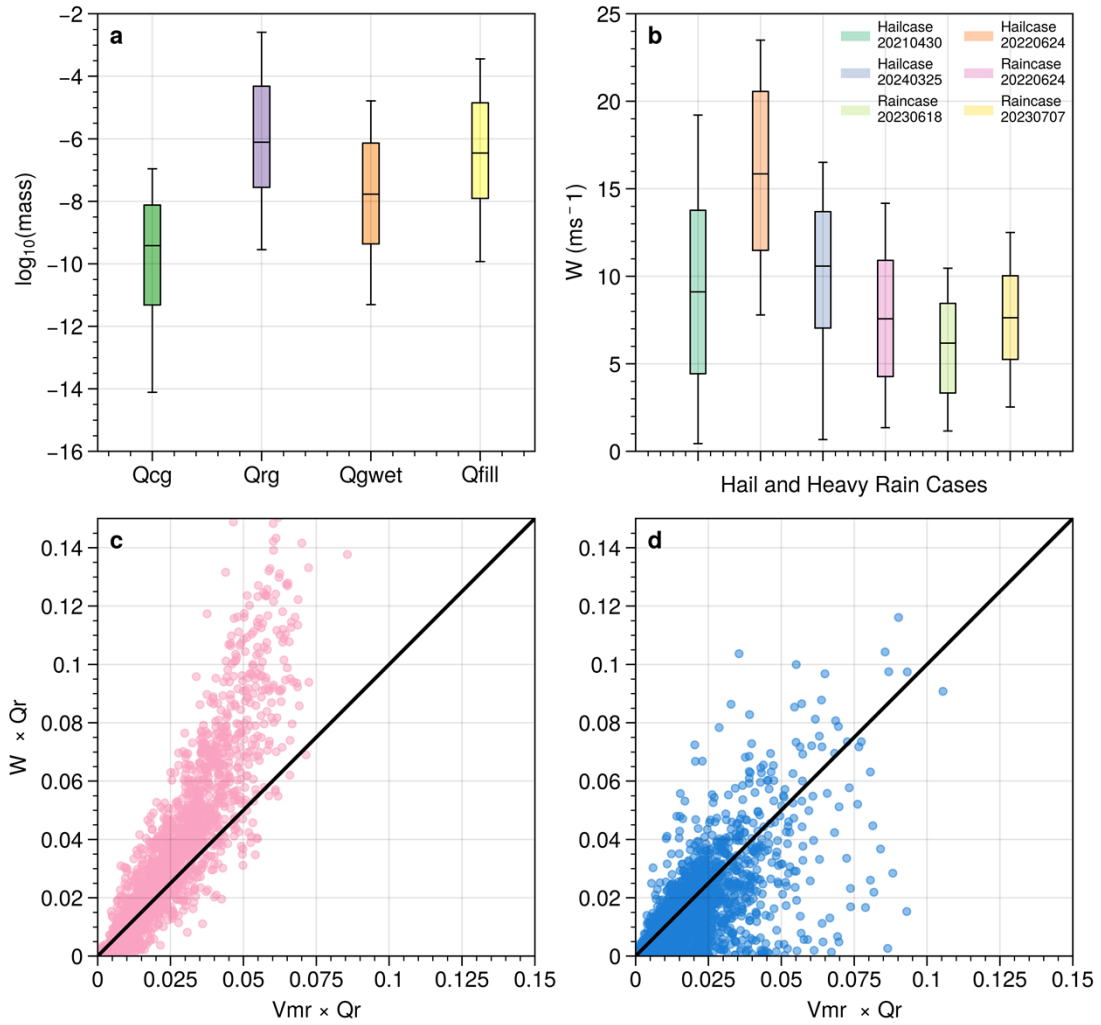 a
log₁₀(mass)
−2
−4
−6
−8
−10
−12
−14
−16
Qcg Qrg Qgwet Qfill
b
W (ms⁻¹)
25
20
15
10
5
0
Hailcase
20210430
Hailcase
20220624
Hailcase
20240325
Raincase
20220624
Raincase
20230618
Raincase
20230707
Hail and Heavy Rain Cases
c
W × Qr
0.14
0.12
0.1
0.08
0.06
0.04
0.02
0
0 0.025 0.05 0.075 0.1 0.125 0.15
Vmr × Qr
d
0.14
0.12
0.1
0.08
0.06
0.04
0.02
0
0 0.025 0.05 0.075 0.1 0.125 0.15
Vmr × Qr